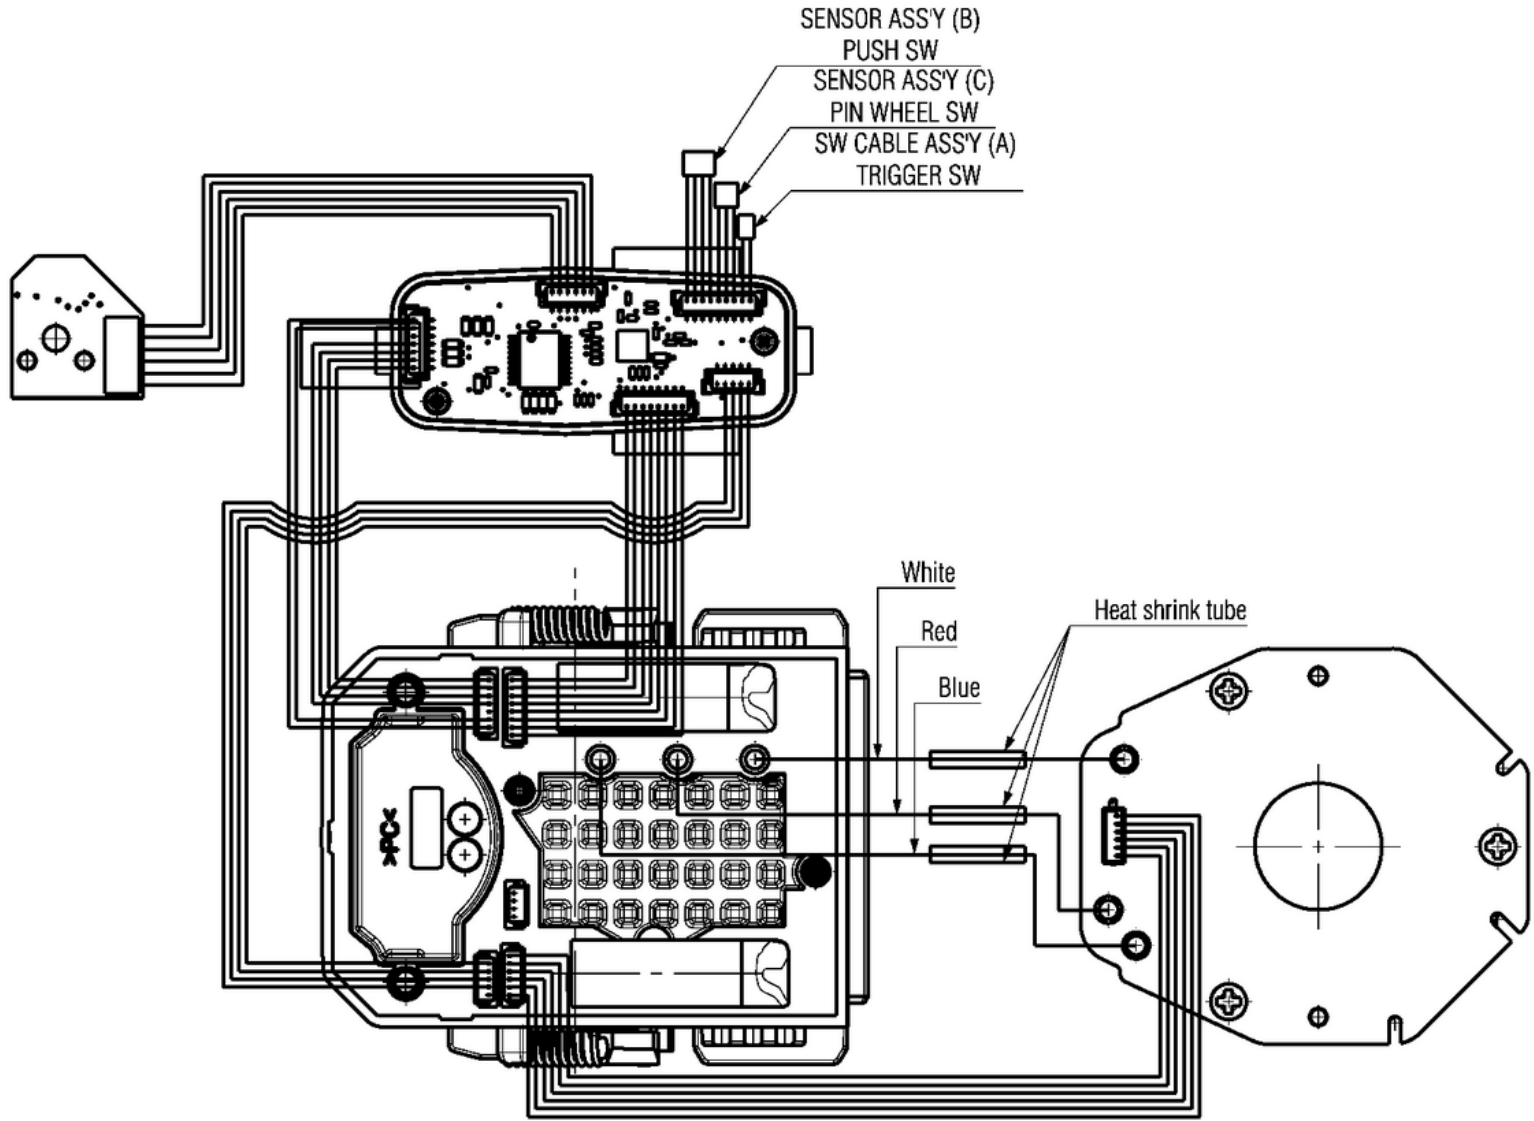 SENSOR ASS'Y (B)
PUSH SW
SENSOR ASS'Y (C)
PIN WHEEL SW
SW CABLE ASS'Y (A)
TRIGGER SW
White
Heat shrink tube
Red
Blue
>PC<